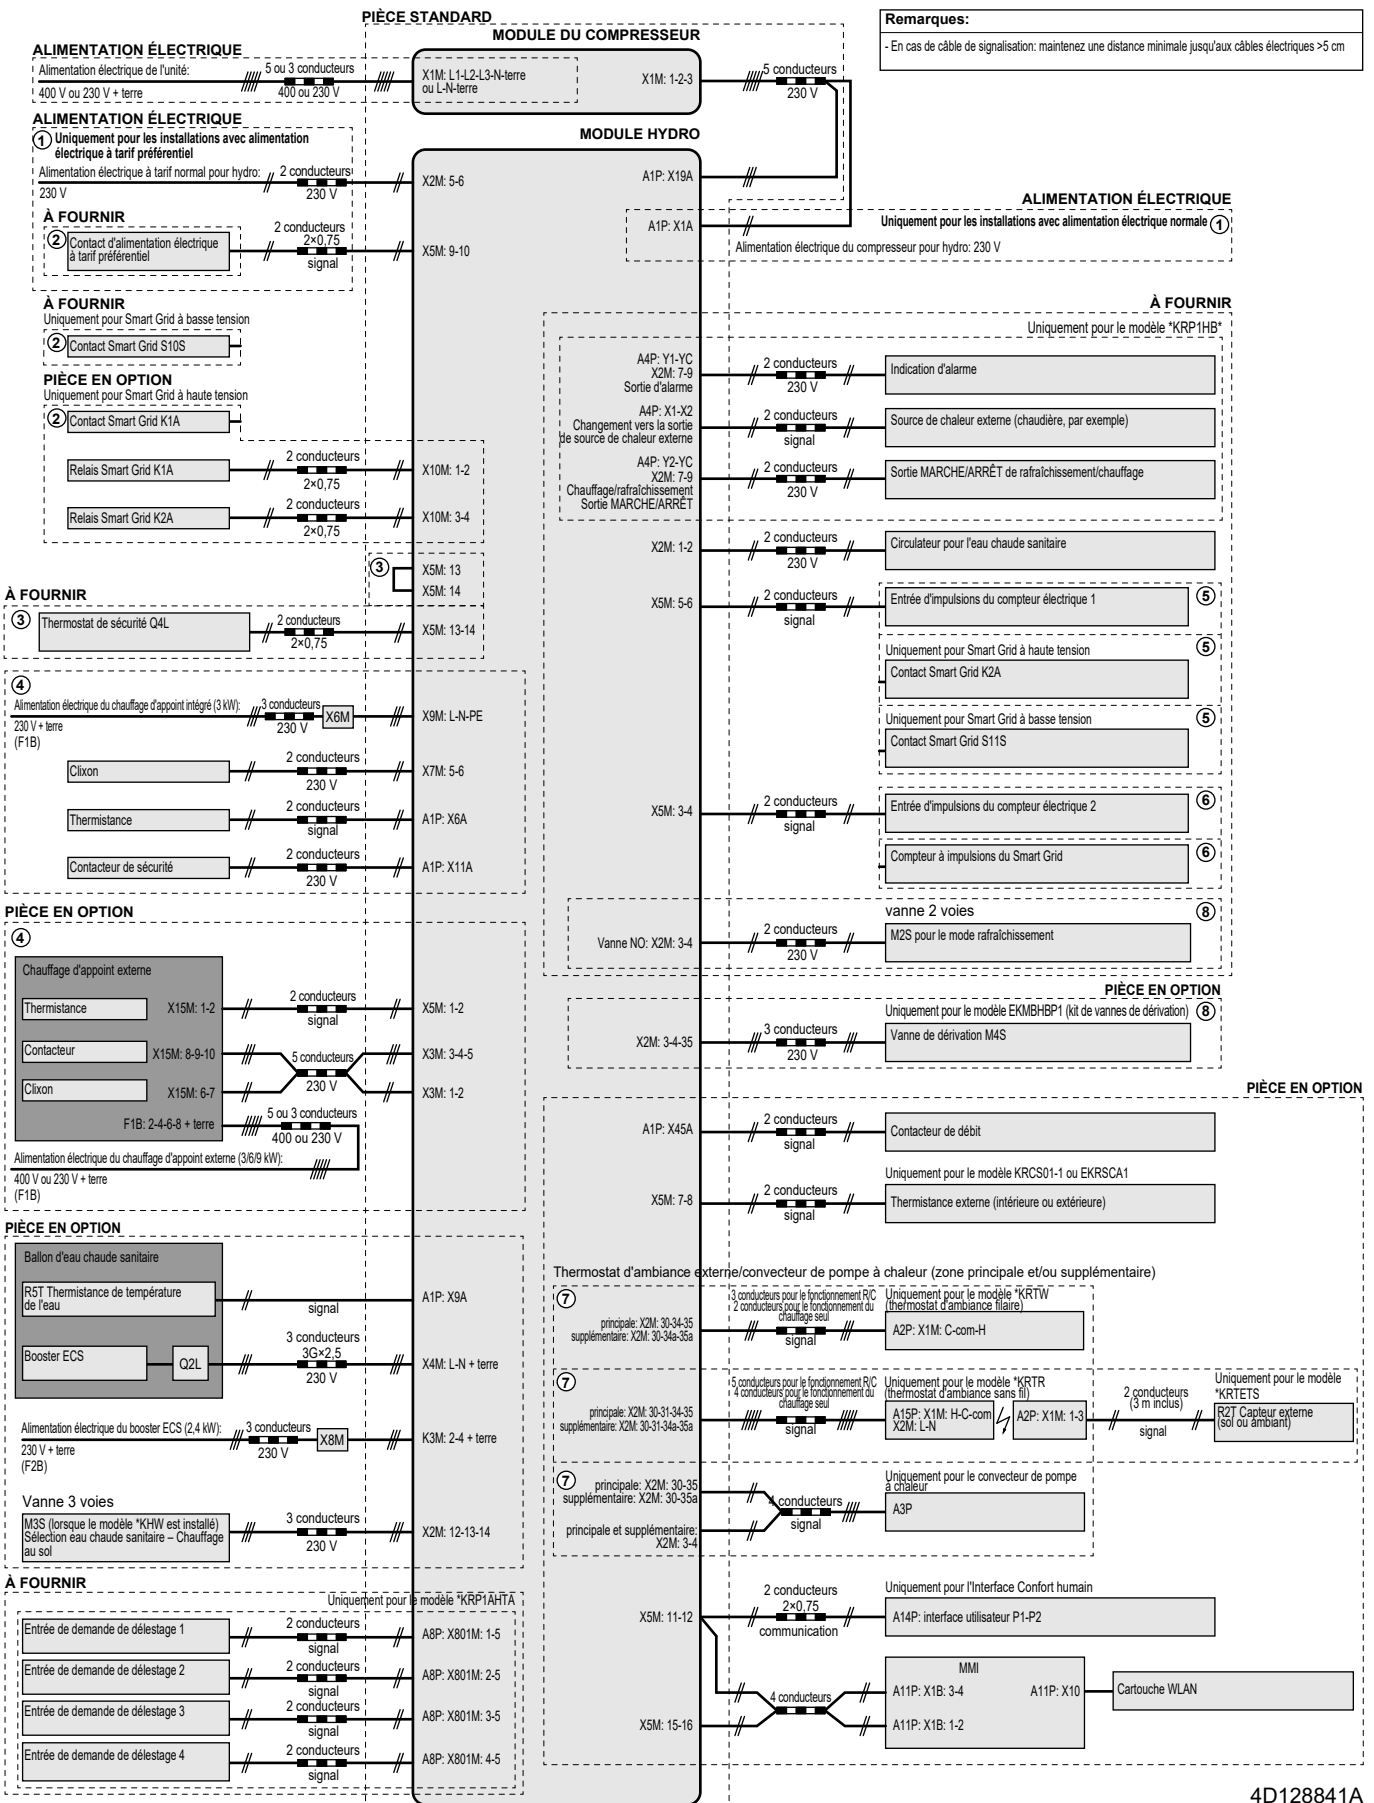 PIÈCE STANDARD
Remarques:
- En cas de câble de signalisation: maintenez une distance minimale jusqu'aux câbles électriques >5 cm
MODULE DU COMPRESSEUR
ALIMENTATION ÉLECTRIQUE
Alimentation électrique de l'unité:
400 V ou 230 V + terre
5 ou 3 conducteurs
400 ou 230 V
X1M: L1-L2-L3-N-terre
ou L-N-terre
X1M: 1-2-3
5 conducteurs
230 V
ALIMENTATION ÉLECTRIQUE
1 Uniquement pour les installations avec alimentation
électrique à tarif préférentiel
MODULE HYDRO
Alimentation électrique à tarif normal pour hydro:
230 V
2 conducteurs
230 V
X2M: 5-6
A1P: X19A
À FOURNIR
2 Contact d'alimentation électrique
à tarif préférentiel
2 conducteurs
2×0,75
signal
X5M: 9-10
A1P: X1A
ALIMENTATION ÉLECTRIQUE
Uniquement pour les installations avec alimentation électrique normale 1
Alimentation électrique du compresseur pour hydro: 230 V
À FOURNIR
Uniquement pour Smart Grid à basse tension
2 Contact Smart Grid S10S
PIÈCE EN OPTION
Uniquement pour Smart Grid à haute tension
2 Contact Smart Grid K1A
Relais Smart Grid K1A
2 conducteurs
2×0,75
X10M: 1-2
Relais Smart Grid K2A
2 conducteurs
2×0,75
X10M: 3-4
3
X5M: 13
X5M: 14
À FOURNIR
3 Thermostat de sécurité Q4L
2 conducteurs
2×0,75
X5M: 13-14
4
Alimentation électrique du chauffage d'appoint intégré (3 kW):
230 V + terre
(F1B)
3 conducteurs
230 V
X6M
X9M: L-N-PE
Clixon
2 conducteurs
230 V
X7M: 5-6
Thermistance
2 conducteurs
signal
A1P: X6A
Contacteur de sécurité
2 conducteurs
230 V
A1P: X11A
PIÈCE EN OPTION
4
Chauffage d'appoint externe
Thermistance
X15M: 1-2
2 conducteurs
signal
X5M: 1-2
Contacteur
X15M: 8-9-10
5 conducteurs
230 V
X3M: 3-4-5
Clixon
X15M: 6-7
X3M: 1-2
F1B: 2-4-6-8 + terre
5 ou 3 conducteurs
400 ou 230 V
Alimentation électrique du chauffage d'appoint externe (3/6/9 kW):
400 V ou 230 V + terre
(F1B)
PIÈCE EN OPTION
Ballon d'eau chaude sanitaire
R5T Thermistance de température
de l'eau
signal
A1P: X9A
Booster ECS
Q2L
3 conducteurs
3G×2,5
230 V
X4M: L-N + terre
Alimentation électrique du booster ECS (2,4 kW):
230 V + terre
(F2B)
3 conducteurs
230 V
X8M
K3M: 2-4 + terre
Vanne 3 voies
M3S (lorsque le modèle *KHW est installé)
Sélection eau chaude sanitaire – Chauffage
au sol
3 conducteurs
230 V
X2M: 12-13-14
À FOURNIR
Uniquement pour le modèle *KRP1AHTA
Entrée de demande de délestage 1
2 conducteurs
signal
A8P: X801M: 1-5
Entrée de demande de délestage 2
2 conducteurs
signal
A8P: X801M: 2-5
Entrée de demande de délestage 3
2 conducteurs
signal
A8P: X801M: 3-5
Entrée de demande de délestage 4
2 conducteurs
signal
A8P: X801M: 4-5
À FOURNIR
Uniquement pour le modèle *KRP1HB*
A4P: Y1-YC
X2M: 7-9
Sortie d'alarme
2 conducteurs
230 V
Indication d'alarme
A4P: X1-X2
Changement vers la sortie
de source de chaleur externe
2 conducteurs
signal
Source de chaleur externe (chaudière, par exemple)
A4P: Y2-YC
X2M: 7-9
Chauffage/rafraîchissement
Sortie MARCHE/ARRÊT
2 conducteurs
230 V
Sortie MARCHE/ARRÊT de rafraîchissement/chauffage
X2M: 1-2
2 conducteurs
230 V
Circulateur pour l'eau chaude sanitaire
X5M: 5-6
2 conducteurs
signal
Entrée d'impulsions du compteur électrique 1
5
Uniquement pour Smart Grid à haute tension
5
Contact Smart Grid K2A
Uniquement pour Smart Grid à basse tension
5
Contact Smart Grid S11S
X5M: 3-4
2 conducteurs
signal
Entrée d'impulsions du compteur électrique 2
6
Compteur à impulsions du Smart Grid
6
vanne 2 voies
8
Vanne NO: X2M: 3-4
2 conducteurs
230 V
M2S pour le mode rafraîchissement
PIÈCE EN OPTION
Uniquement pour le modèle EKMBHBP1 (kit de vannes de dérivation) 8
X2M: 3-4-35
3 conducteurs
230 V
Vanne de dérivation M4S
PIÈCE EN OPTION
A1P: X45A
2 conducteurs
signal
Contacteur de débit
Uniquement pour le modèle KRCS01-1 ou EKRSCA1
X5M: 7-8
2 conducteurs
signal
Thermistance externe (intérieure ou extérieure)
Thermostat d'ambiance externe/convecteur de pompe à chaleur (zone principale et/ou supplémentaire)
7
principale: X2M: 30-34-35
supplémentaire: X2M: 30-34a-35a
3 conducteurs pour le fonctionnement R/C
2 conducteurs pour le fonctionnement du
chauffage seul
signal
Uniquement pour le modèle *KRTW
(thermostat d'ambiance filaire)
A2P: X1M: C-com-H
7
principale: X2M: 30-31-34-35
supplémentaire: X2M: 30-31-34a-35a
5 conducteurs pour le fonctionnement R/C
4 conducteurs pour le fonctionnement du
chauffage seul
signal
Uniquement pour le modèle *KRTR
(thermostat d'ambiance sans fil)
A15P: X1M: H-C-com
X2M: L-N
A2P: X1M: 1-3
2 conducteurs
(3 m inclus)
signal
Uniquement pour le modèle
*KRTETS
R2T Capteur externe
(sol ou ambiant)
7
principale: X2M: 30-35
supplémentaire: X2M: 30-35a
principale et supplémentaire:
X2M: 3-4
4 conducteurs
signal
Uniquement pour le convecteur de pompe
à chaleur
A3P
X5M: 11-12
2 conducteurs
2×0,75
communication
Uniquement pour l'Interface Confort humain
A14P: interface utilisateur P1-P2
X5M: 15-16
4 conducteurs
MMI
A11P: X1B: 3-4
A11P: X10
A11P: X1B: 1-2
Cartouche WLAN
4D128841A